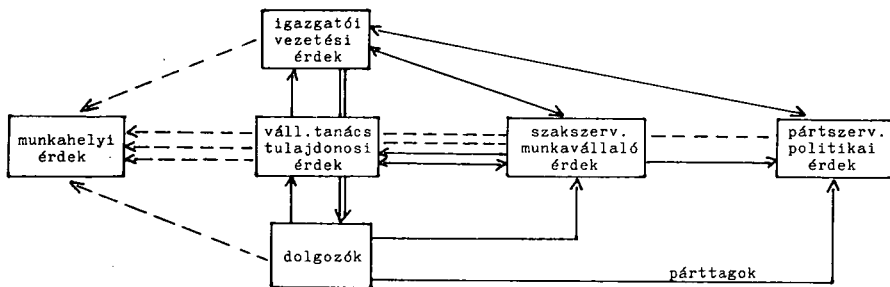 igazgatói
vezetési
érdek
munkahelyi
érdek
váll.tanács
tulajdonosi
érdek
szakszerv.
munkavállaló
érdek
pártszerv.
politikai
érdek
dolgozók
párttagok